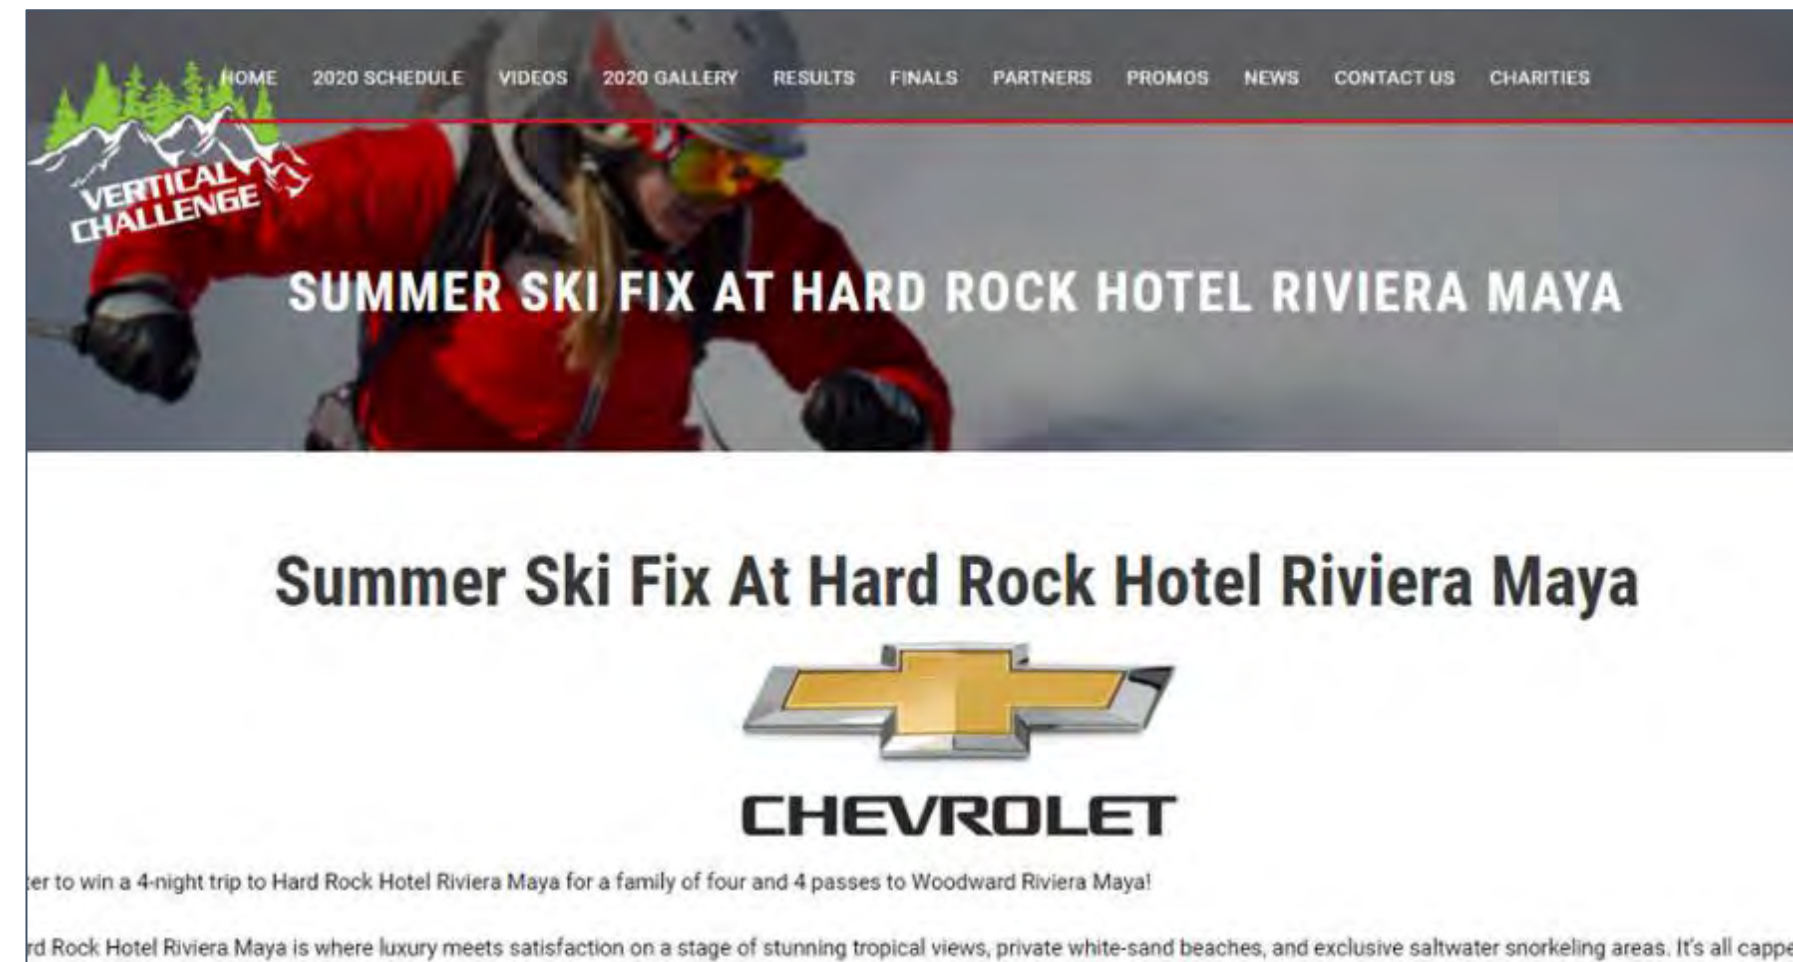 HOME 2020 SCHEDULE VIDEOS 2020 GALLERY RESULTS FINALS PARTNERS PROMOS NEWS CONTACT US CHARITIES
VERTICAL
CHALLENGE
SUMMER SKI FIX AT HARD ROCK HOTEL RIVIERA MAYA
Summer Ski Fix At Hard Rock Hotel Riviera Maya
CHEVROLET
to win a 4-night trip to Hard Rock Hotel Riviera Maya for a family of four and 4 passes to Woodward Riviera Maya!
rd Rock Hotel Riviera Maya is where luxury meets satisfaction on a stage of stunning tropical views, private white-sand beaches, and exclusive saltwater snorkeling areas. It's all cappe